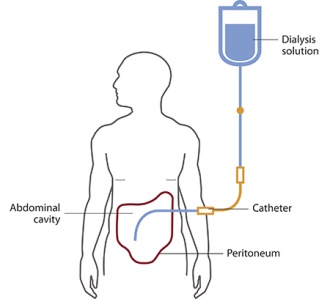 Dialysis
solution
Abdominal
cavity
Catheter
Peritoneum